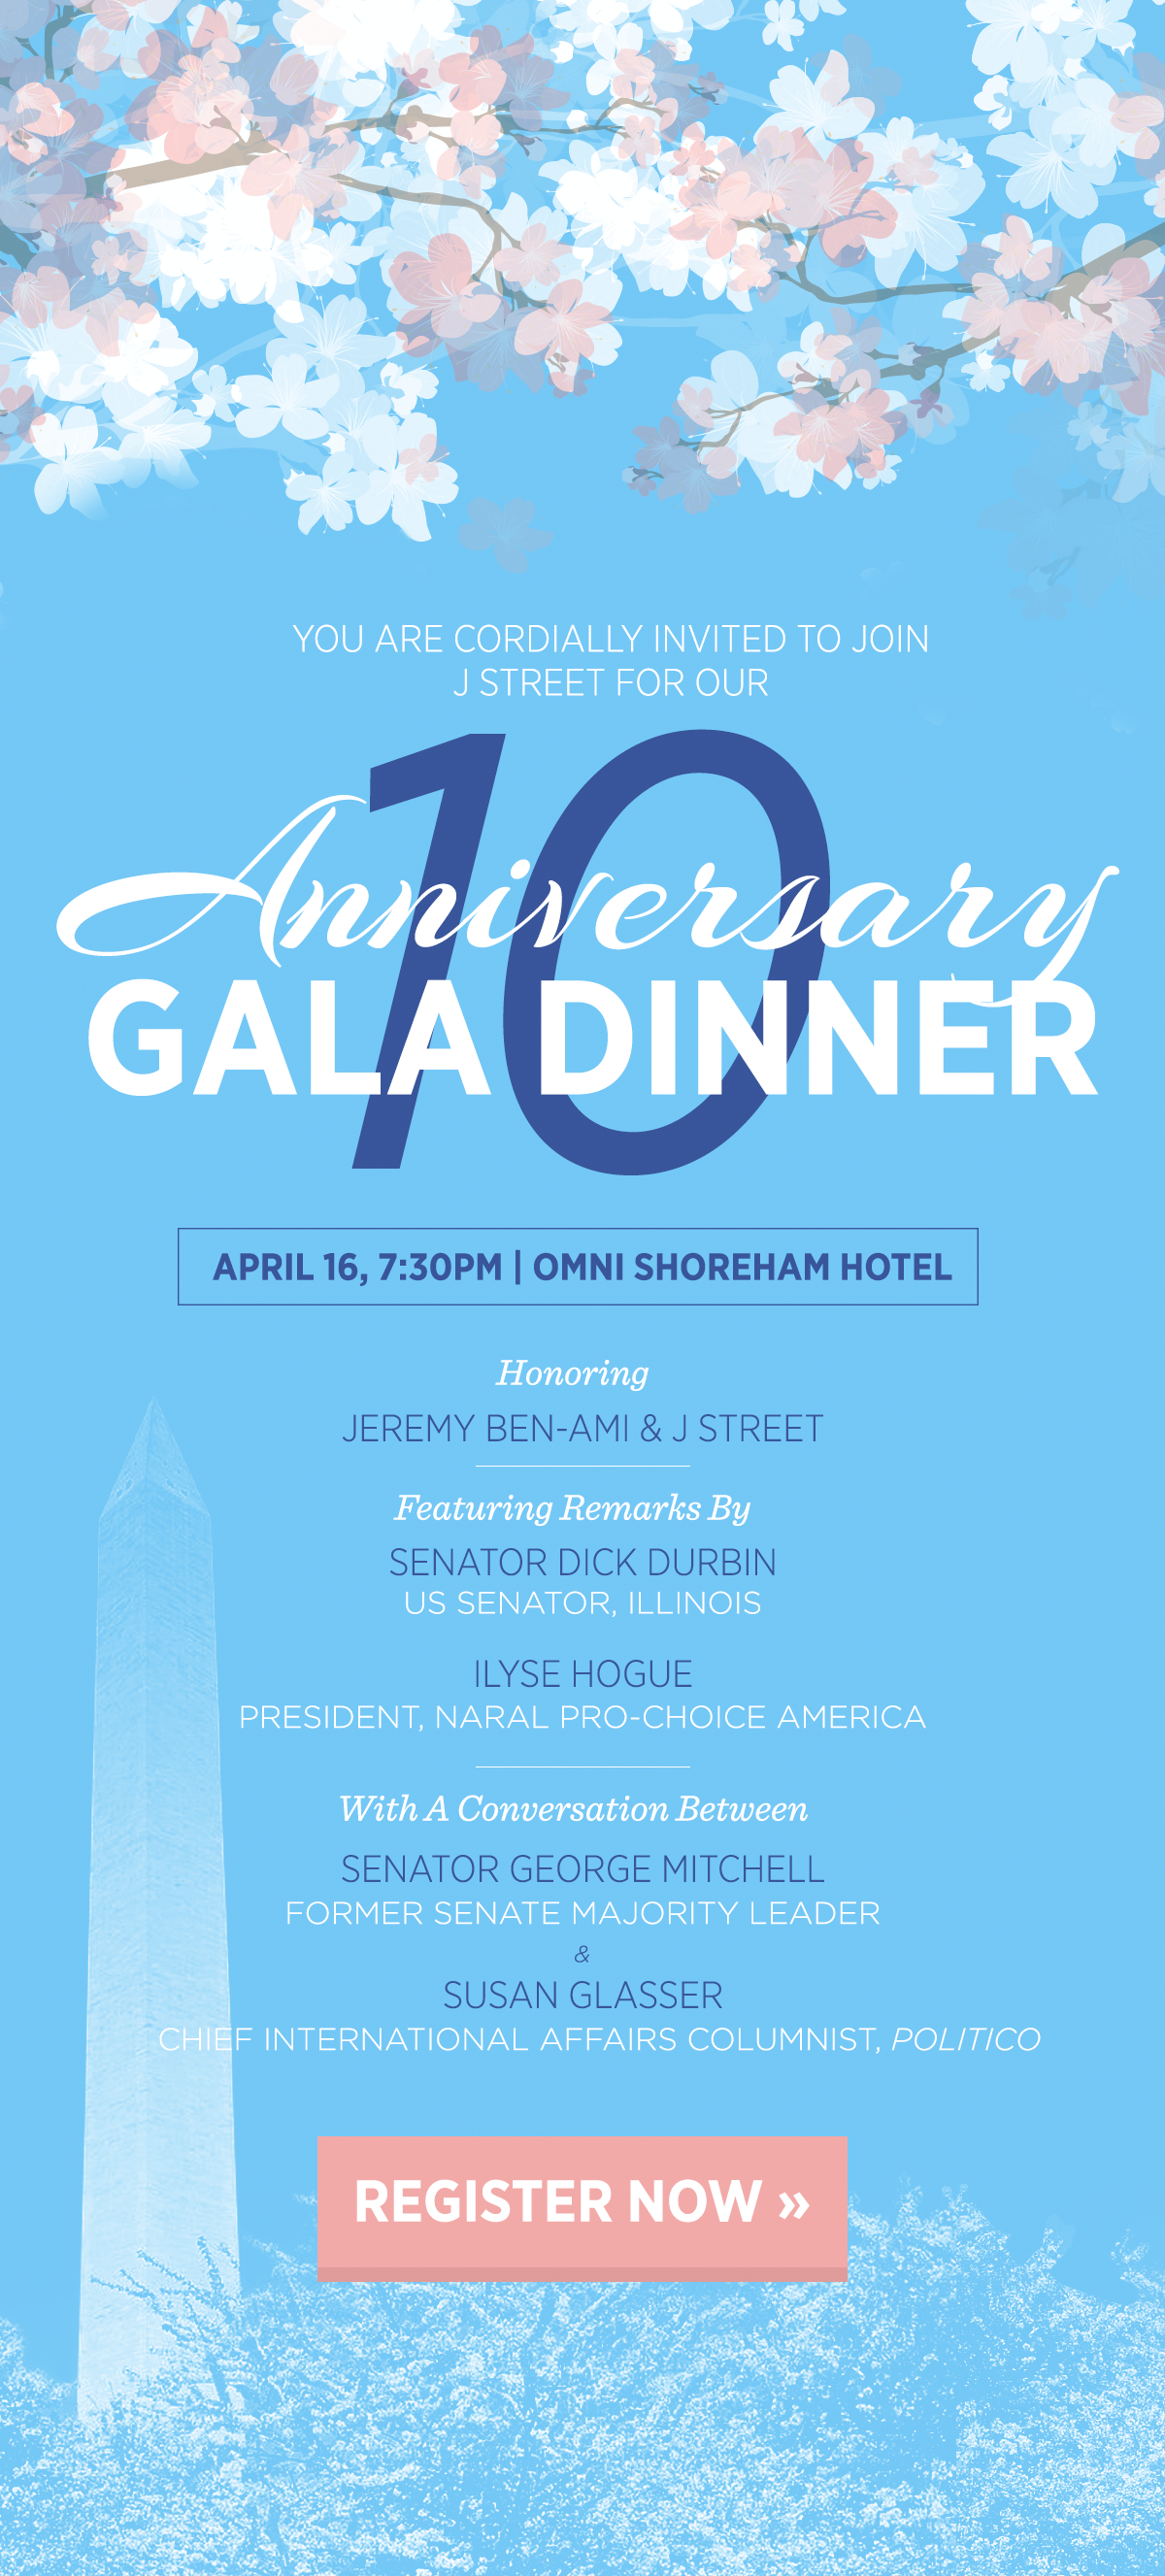 YOU ARE CORDIALLY INVITED TO JOIN
J STREET FOR OUR
10
Anniversary
GALA DINNER
APRIL 16, 7:30PM | OMNI SHOREHAM HOTEL
Honoring
JEREMY BEN-AMI & J STREET
Featuring Remarks By
SENATOR DICK DURBIN
US SENATOR, ILLINOIS
ILYSE HOGUE
PRESIDENT, NARAL PRO-CHOICE AMERICA
With A Conversation Between
SENATOR GEORGE MITCHELL
FORMER SENATE MAJORITY LEADER
&
SUSAN GLASSER
CHIEF INTERNATIONAL AFFAIRS COLUMNIST, POLITICO
REGISTER NOW »